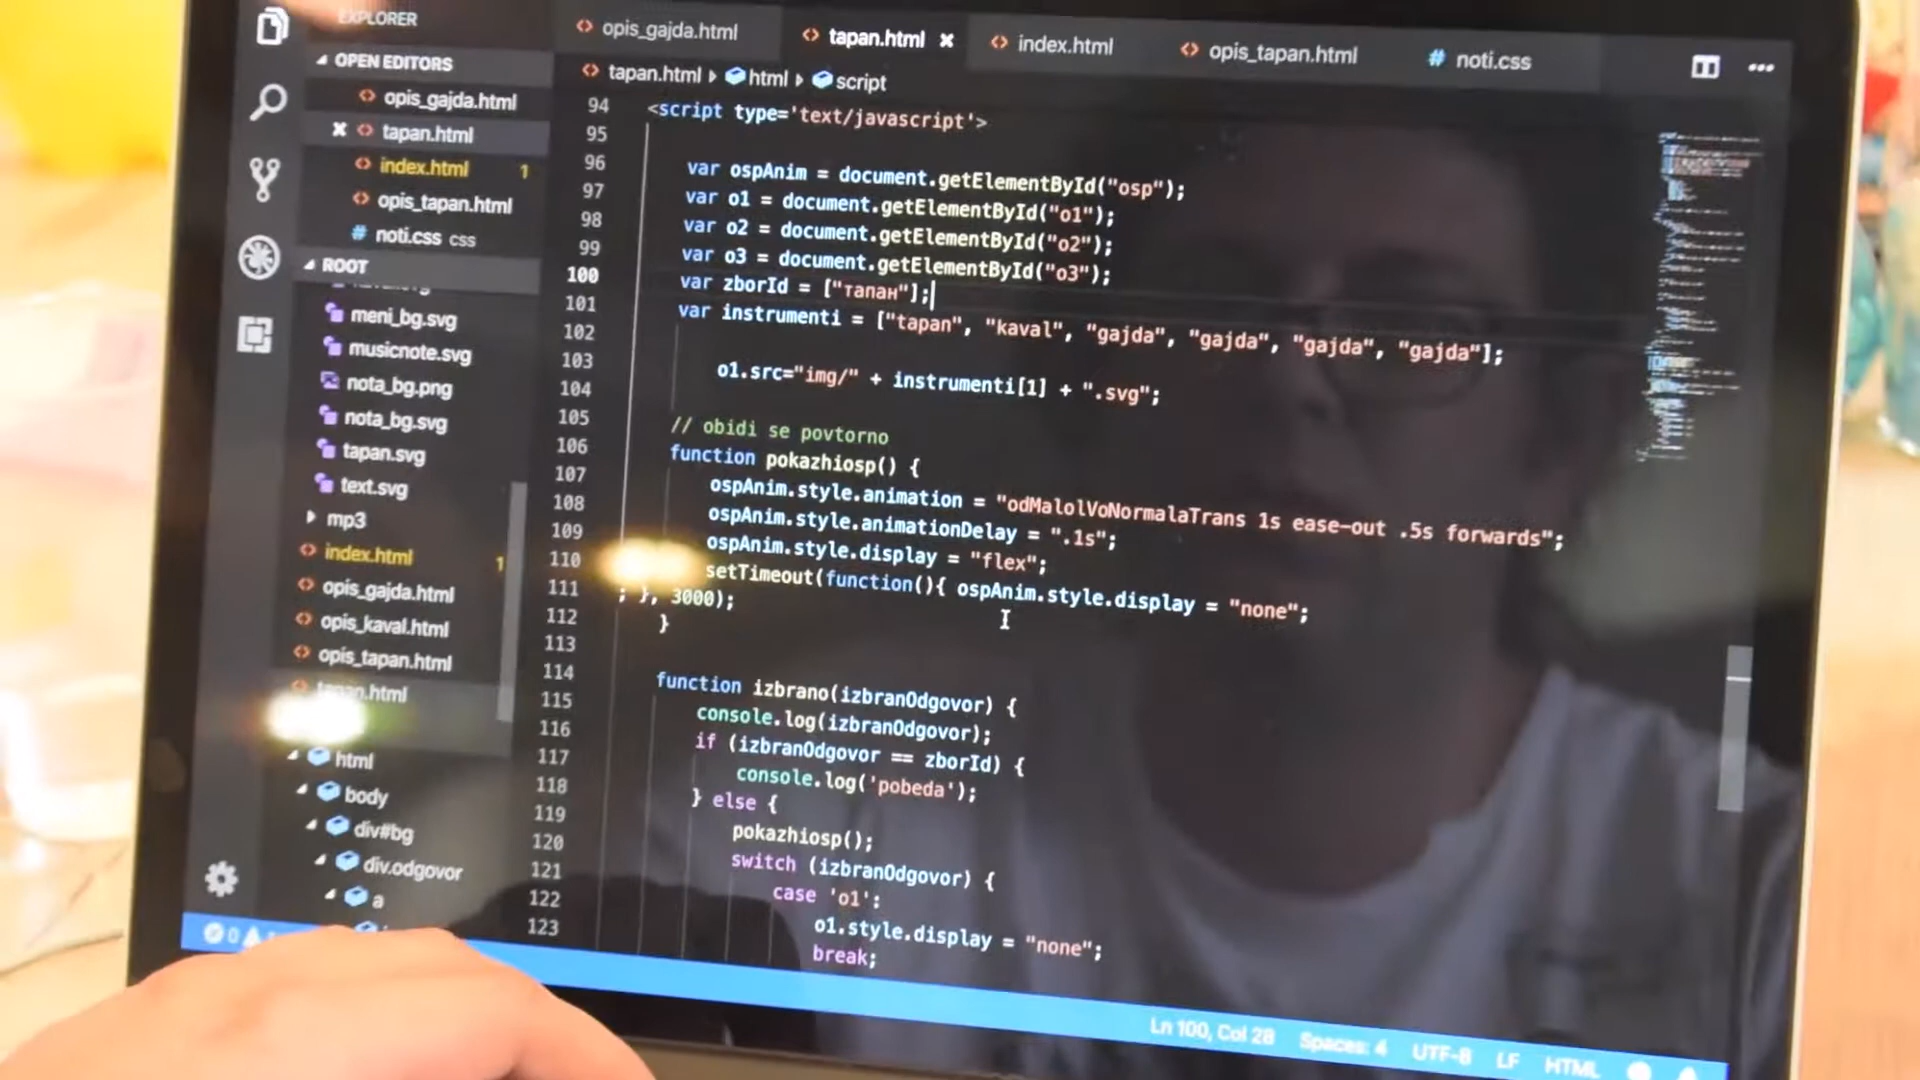 EXPLORER
OPEN EDITORS
opis_gajda.html
tapan.html
index.html 1
opis_tapan.html
noti.css css
ROOT
meni_bg.svg
musicnote.svg
nota_bg.png
nota_bg.svg
tapan.svg
text.svg
mp3
index.html 1
opis_gajda.html
opis_kaval.html
opis_tapan.html
tapan.html
html
body
div#bg
div.odgovor
a
opis_gajda.html tapan.html index.html opis_tapan.html # noti.css
tapan.html html script
94 <script type='text/javascript'>
95
96 var ospAnim = document.getElementById("osp");
97 var o1 = document.getElementById("o1");
98 var o2 = document.getElementById("o2");
99 var o3 = document.getElementById("o3");
100 var zborId = ["тапан"];
101 var instrumenti = ["tapan", "kaval", "gajda", "gajda", "gajda", "gajda"];
102
103 o1.src="img/" + instrumenti[1] + ".svg";
104
105 // obidi se povtorno
106 function pokazhiosp() {
107 ospAnim.style.animation = "odMalolVoNormalaTrans 1s ease-out .5s forwards";
108 ospAnim.style.animationDelay = ".1s";
109 ospAnim.style.display = "flex";
110 setTimeout(function(){ ospAnim.style.display = "none";
111 ; }, 3000);
112 }
113
114 function izbrano(izbranOdgovor) {
115 console.log(izbranOdgovor);
116 if (izbranOdgovor == zborId) {
117 console.log('pobeda');
118 } else {
119 pokazhiosp();
120 switch (izbranOdgovor) {
121 case 'o1':
122 o1.style.display = "none";
123 break;
0
Ln 100, Col 28 Spaces: 4 UTF-8 LF HTML